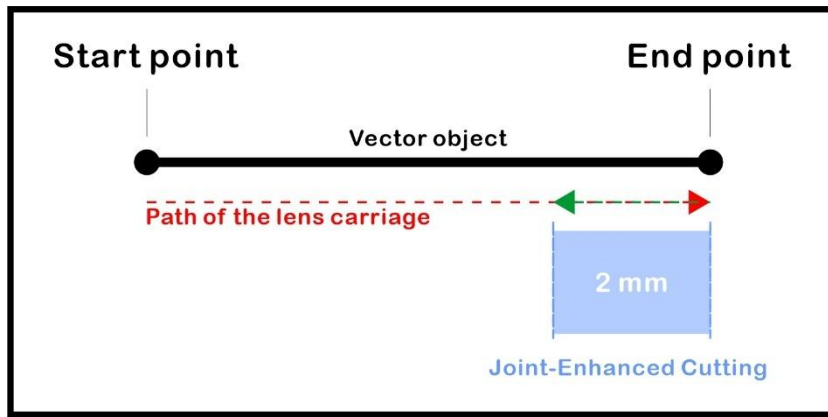 Start point
End point
Vector object
Path of the lens carriage
2 mm
Joint-Enhanced Cutting